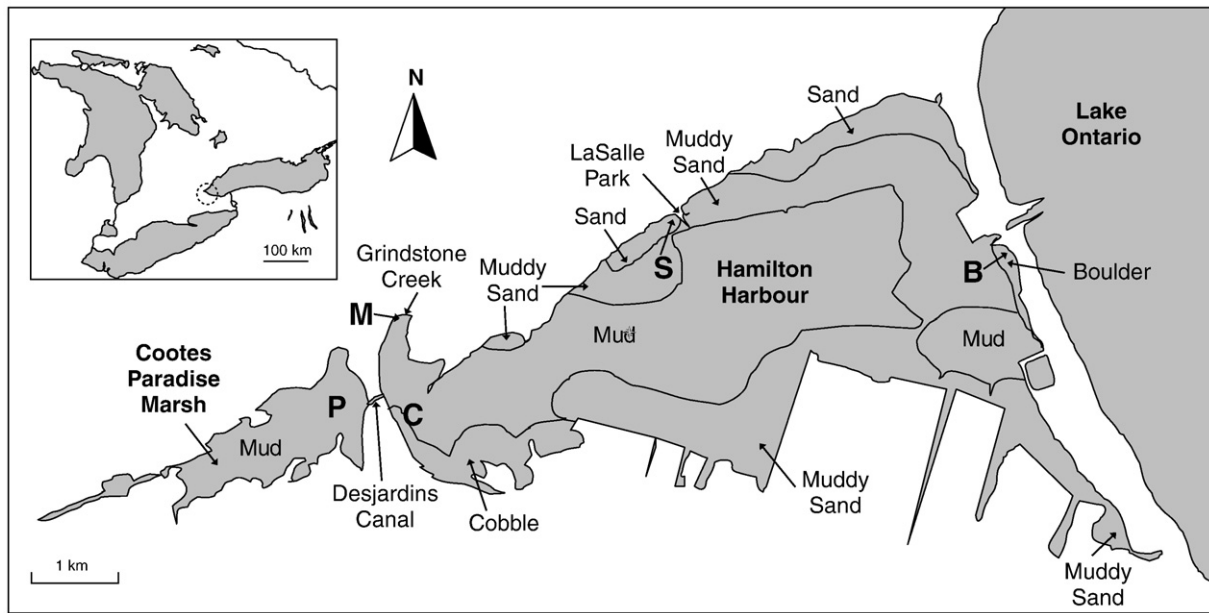 N
100 km
Sand
Lake
Ontario
Muddy
Sand
LaSalle
Park
Sand
S
Grindstone
Creek
Muddy
Sand
Hamilton
Harbour
B
Boulder
M
Mud
Mud
Cootes
Paradise
Marsh
P
C
Mud
Desjardins
Canal
Cobble
Muddy
Sand
1 km
Muddy
Sand